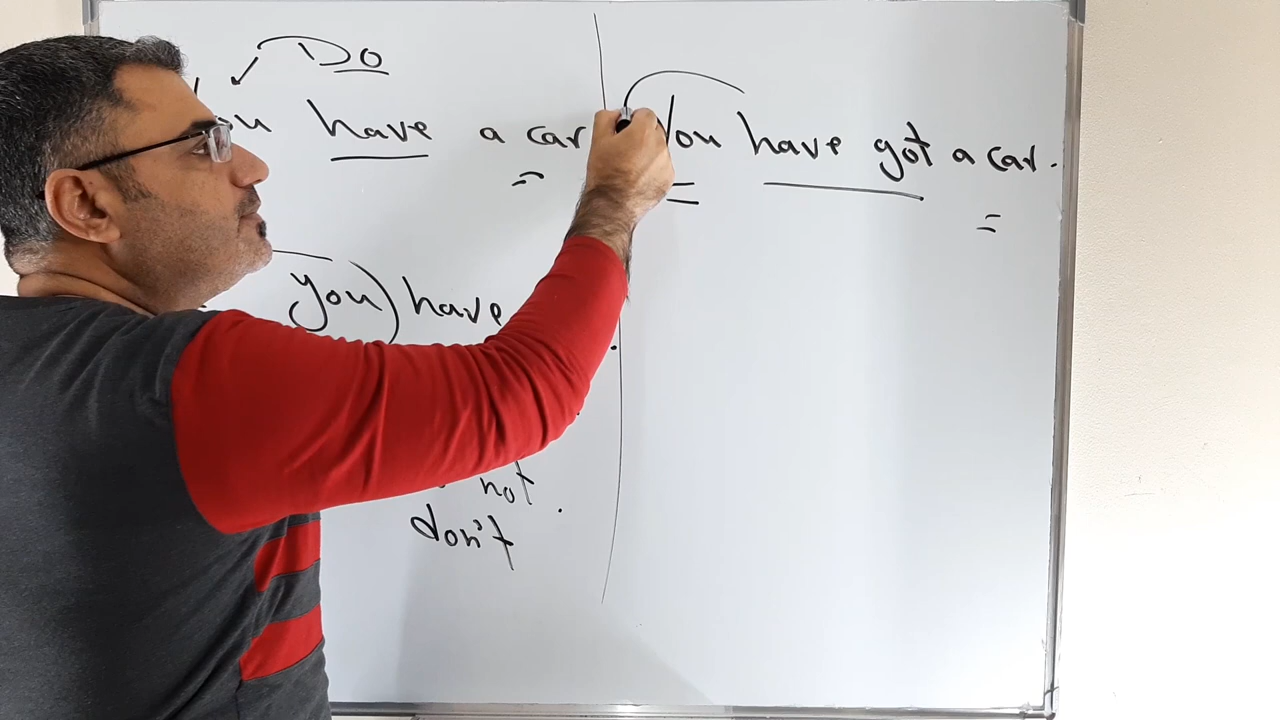 Do
have a car
you have
not
don't
You have got a car.